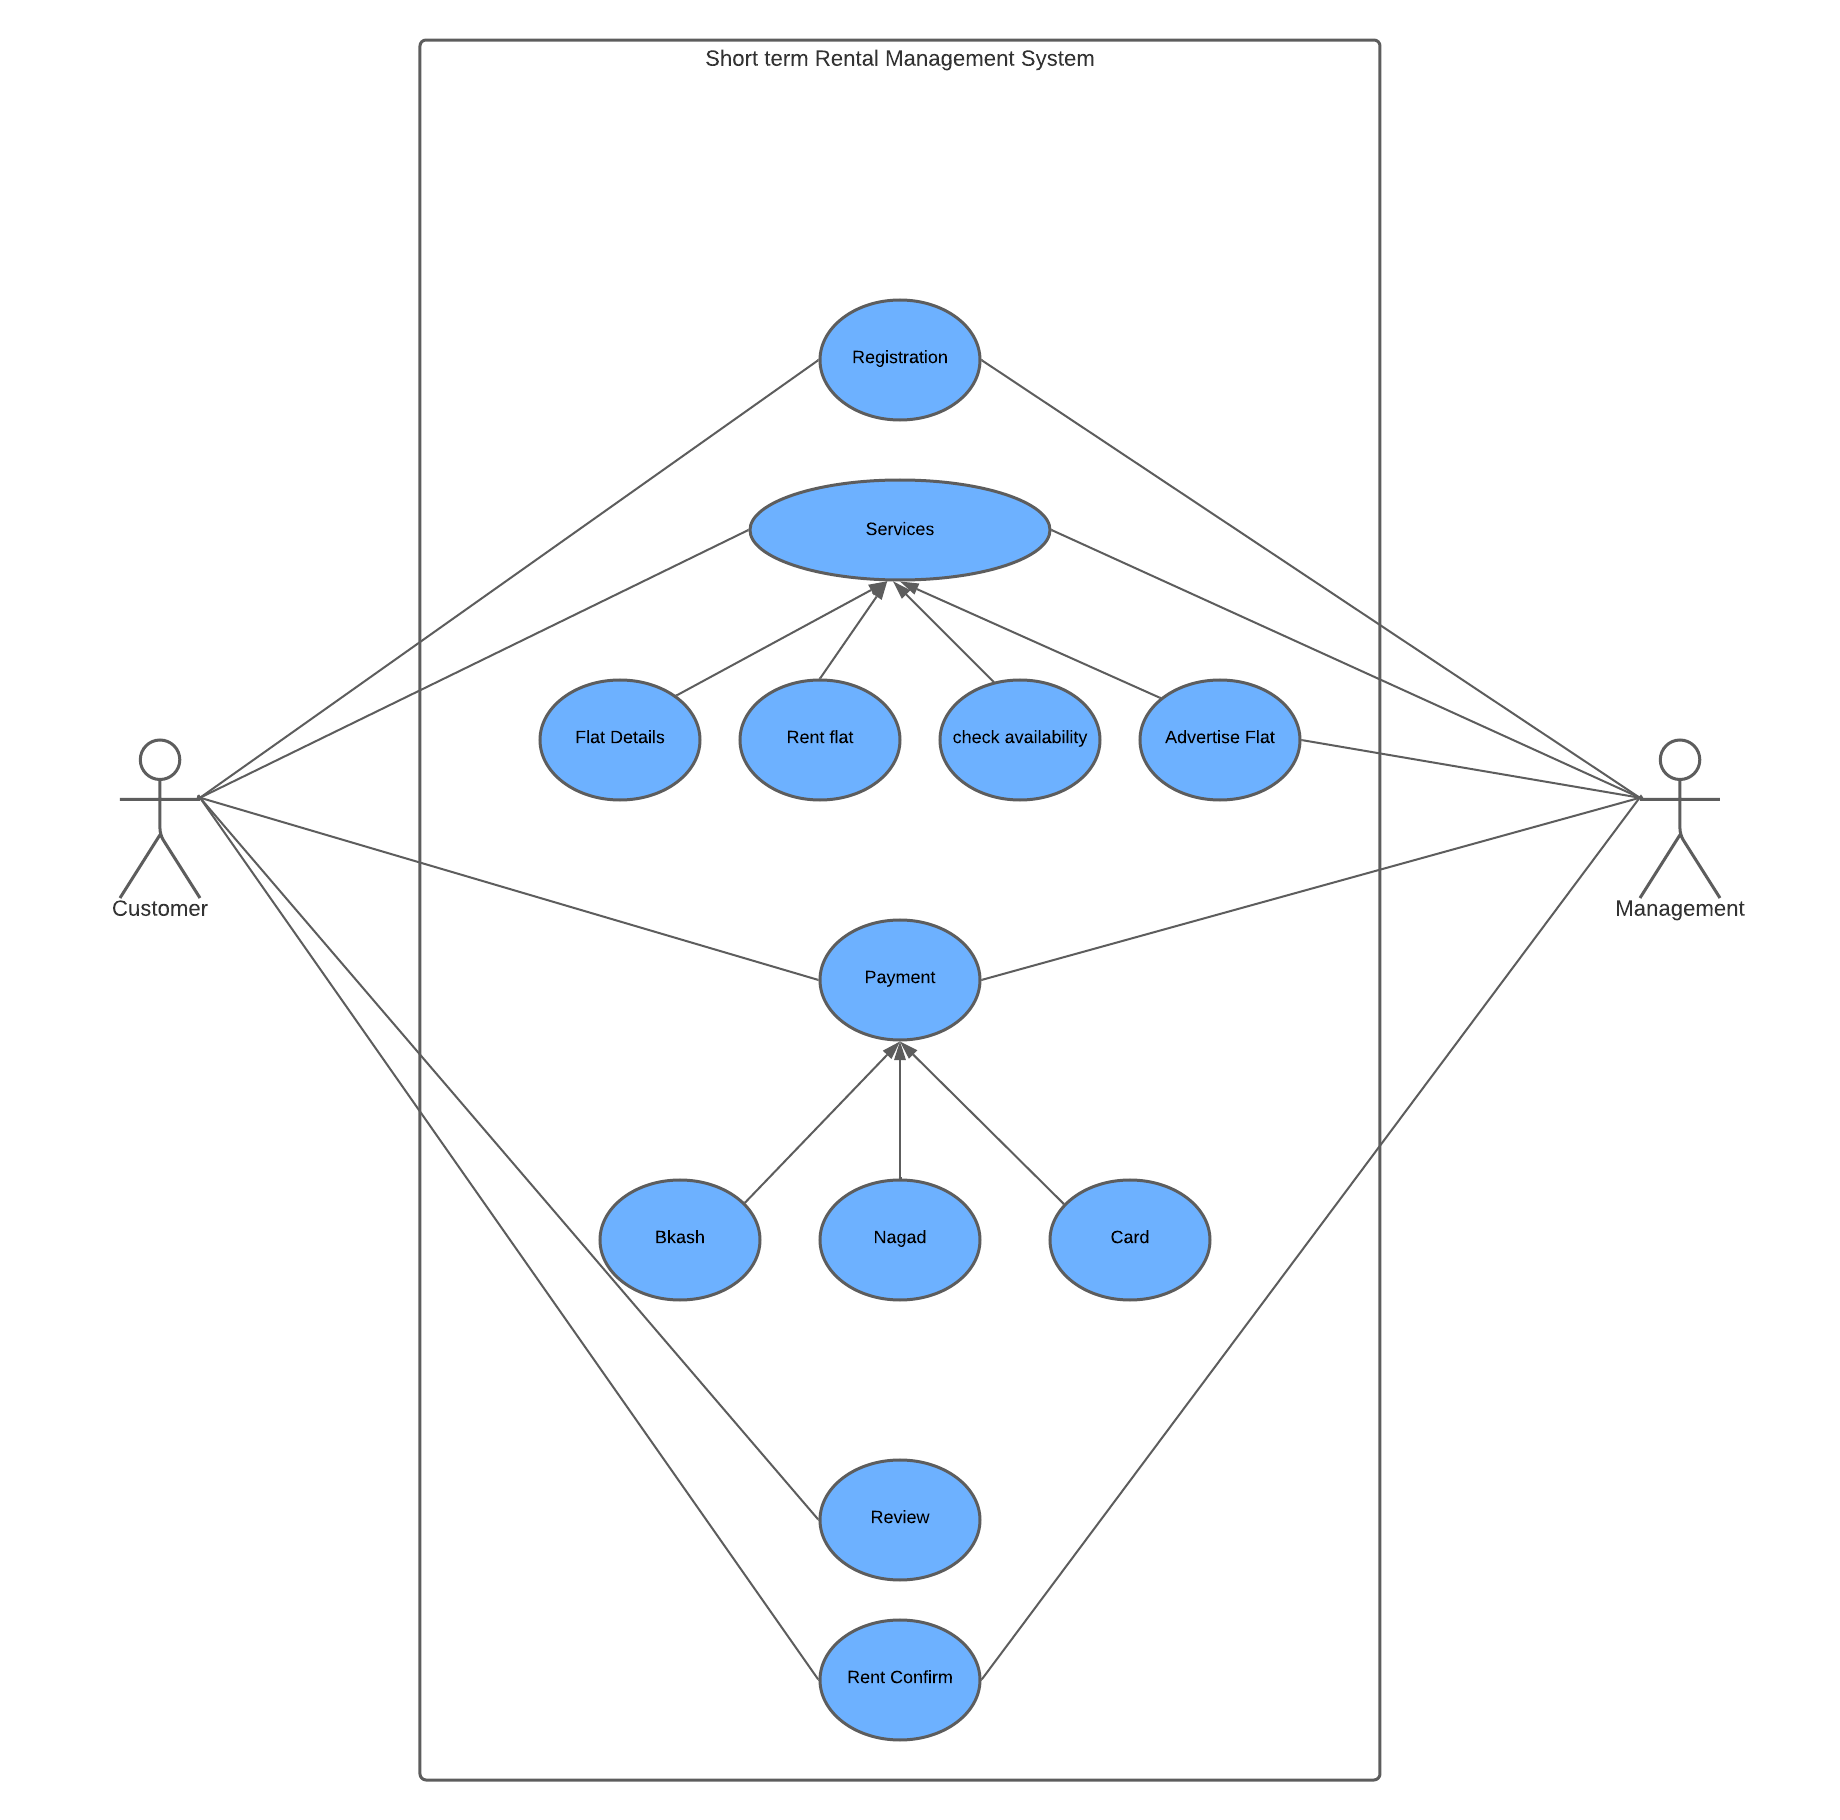 Short term Rental Management System
Registration
Services
Flat Details
Rent flat
check availability
Advertise Flat
Customer
Management
Payment
Bkash
Nagad
Card
Review
Rent Confirm